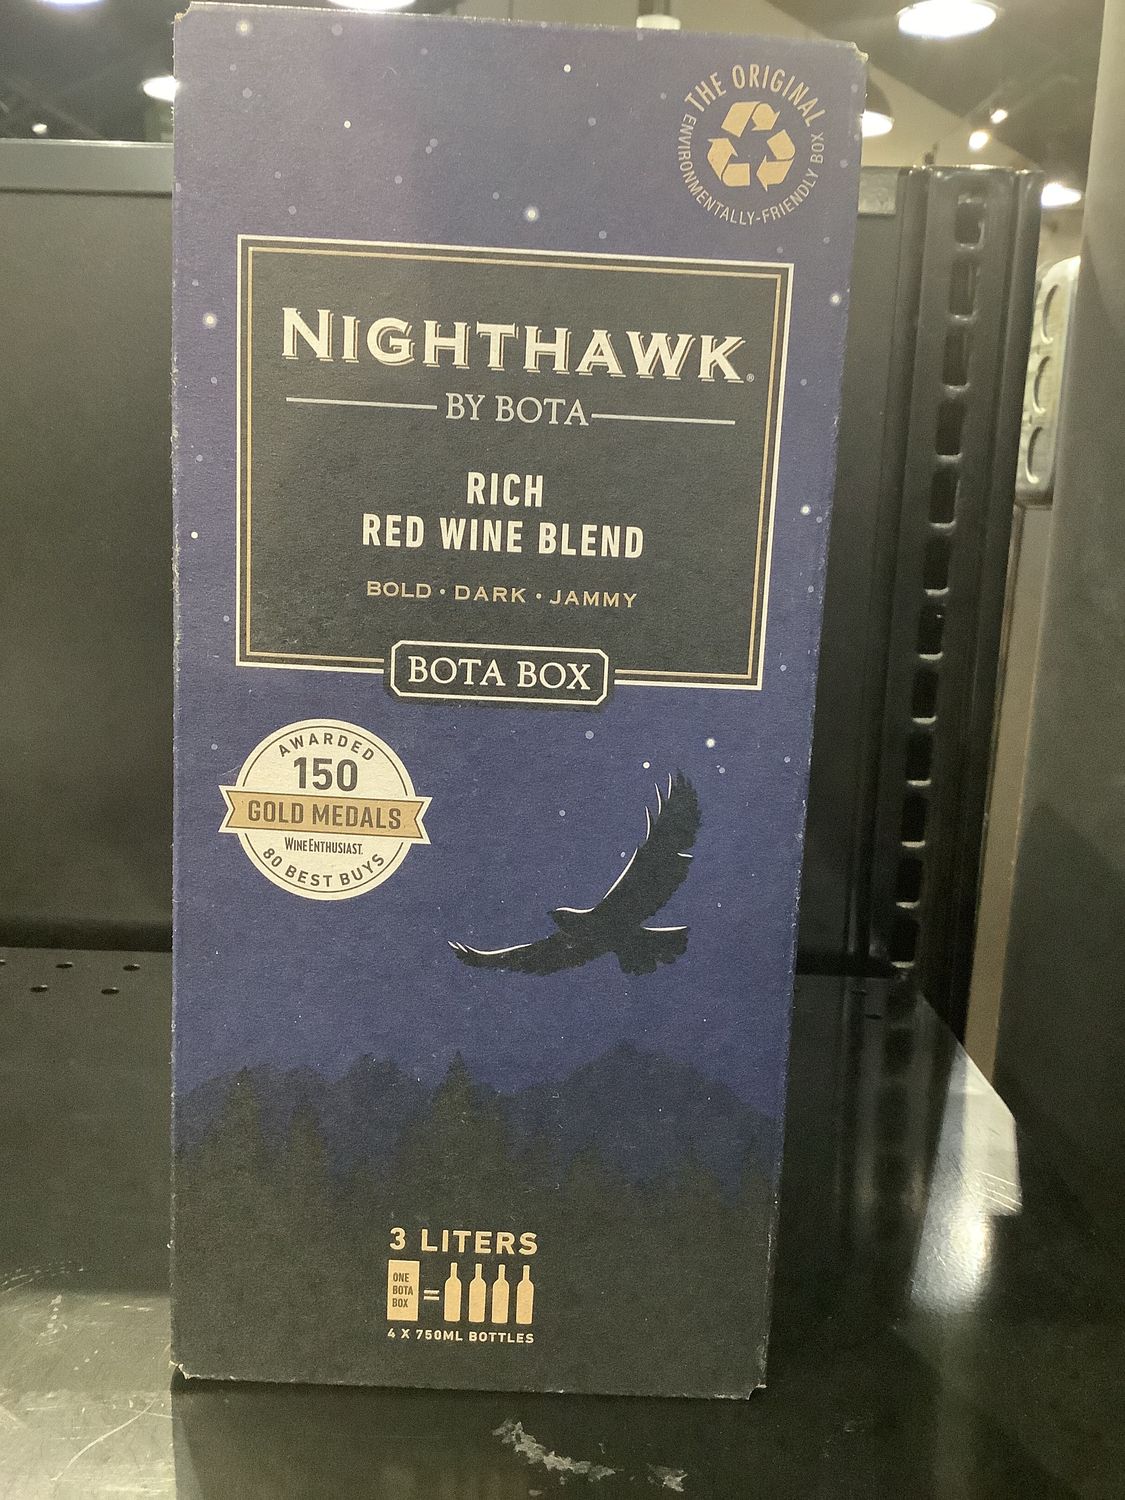 THE ORIGINAL
ENVIRONMENTALLY-FRIENDLY BOX
NIGHTHAWK®
BY BOTA
RICH
RED WINE BLEND
BOLD • DARK • JAMMY
BOTA BOX
AWARDED
150
GOLD MEDALS
WINE ENTHUSIAST
80 BEST BUYS
3 LITERS
ONE
BOTA
BOX
=
4 X 750ML BOTTLES